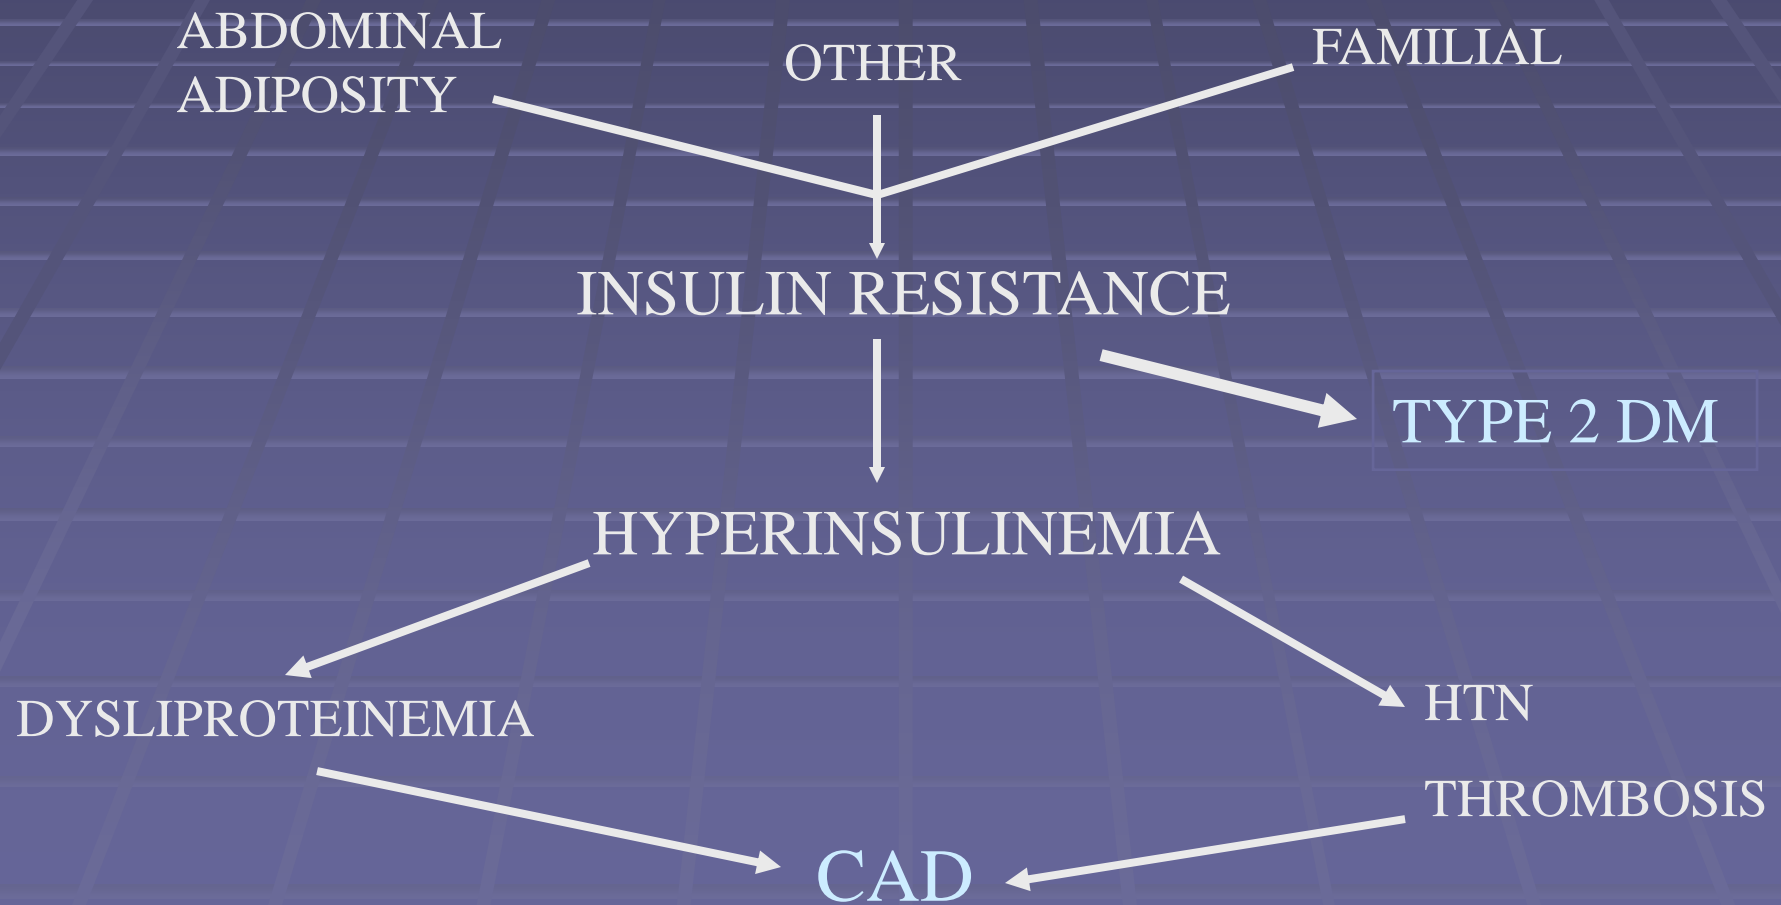 ABDOMINAL
ADIPOSITY
OTHER
FAMILIAL
INSULIN RESISTANCE
TYPE 2 DM
HYPERINSULINEMIA
DYSLIPROTEINEMIA
HTN
THROMBOSIS
CAD